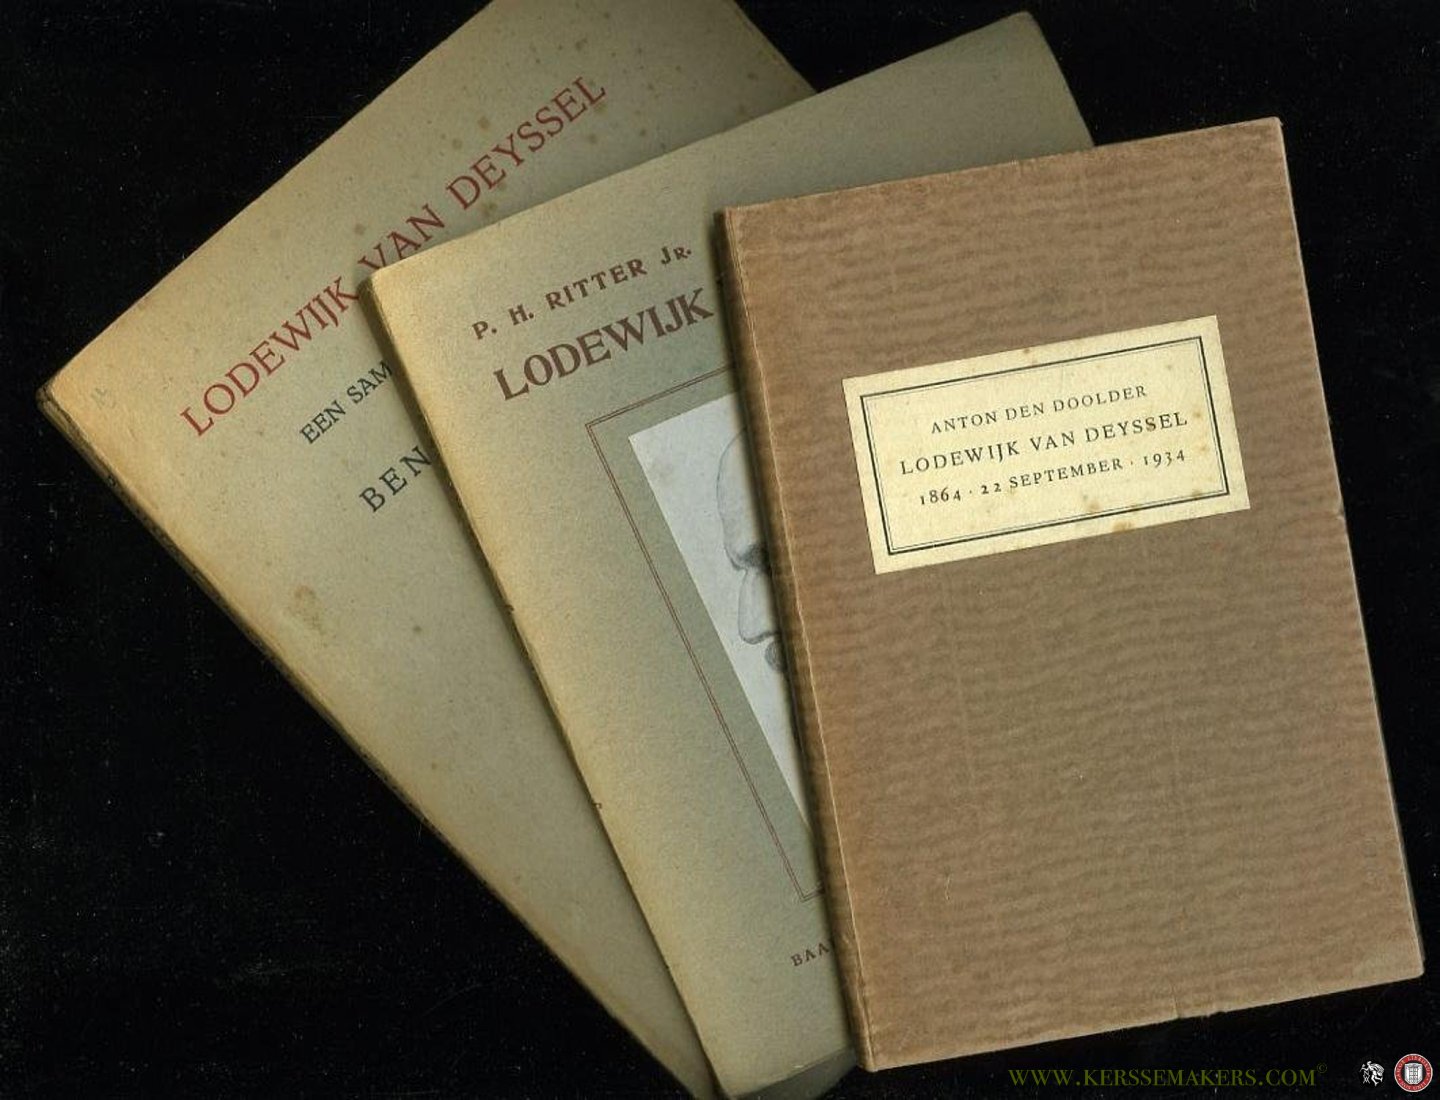 LODEWIJK VAN DEYSSEL
EEN SAM
BEN
P. H. RITTER JR.
LODEWIJK
BAA
ANTON DEN DOOLDER
LODEWIJK VAN DEYSSEL
1864 · 22 SEPTEMBER · 1934
WWW.KERSSEMAKERS.COM©